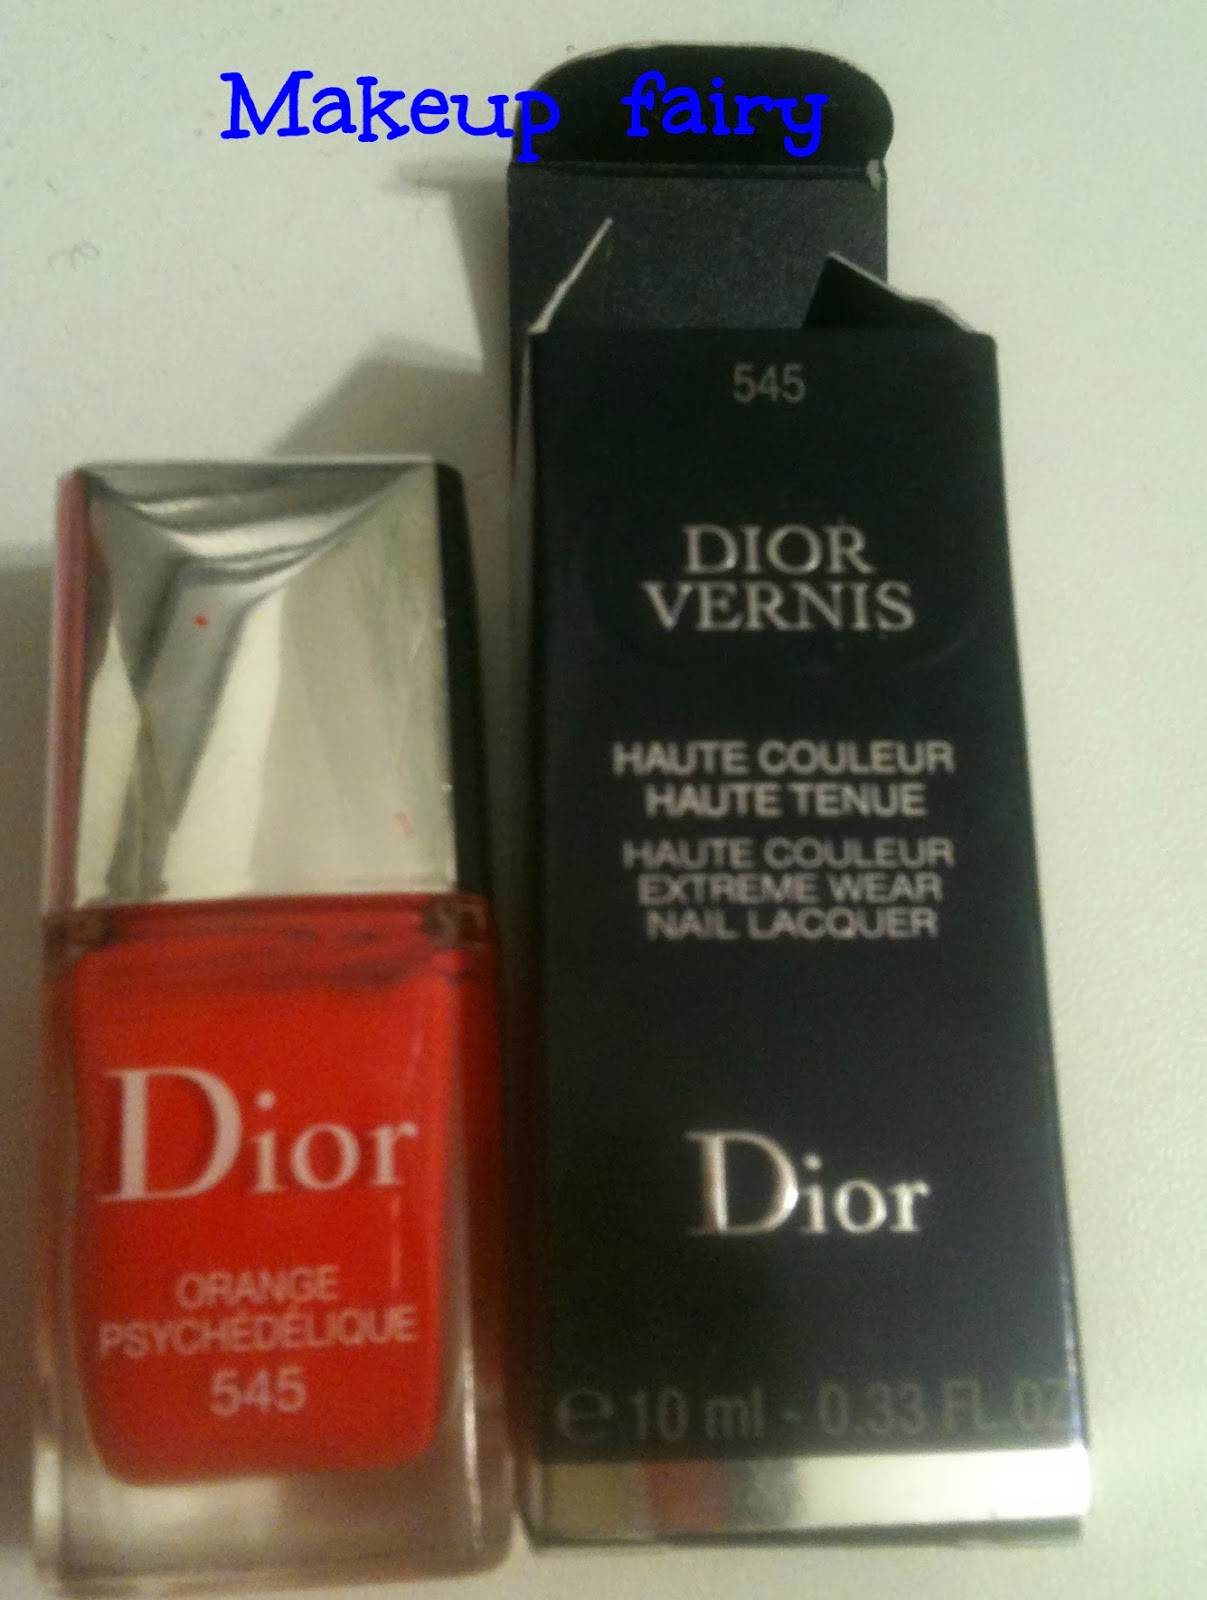 Makeup fairy
545
DIOR
VERNIS
HAUTE COULEUR
HAUTE TENUE
HAUTE COULEUR
EXTREME WEAR
NAIL LACQUER
Dior
℮ 10 ml - 0.33 FL.OZ
Dior
ORANGE
PSYCHÉDÉLIQUE
545